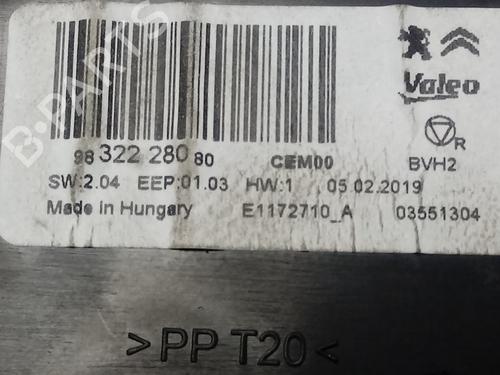 Valeo
R
98 322 280 80 CEM00 BVH2
SW:2.04 EEP:01.03 HW:1 05.02.2019
Made in Hungary E1172710_A 03551304
>PP T20<
B-PARTS